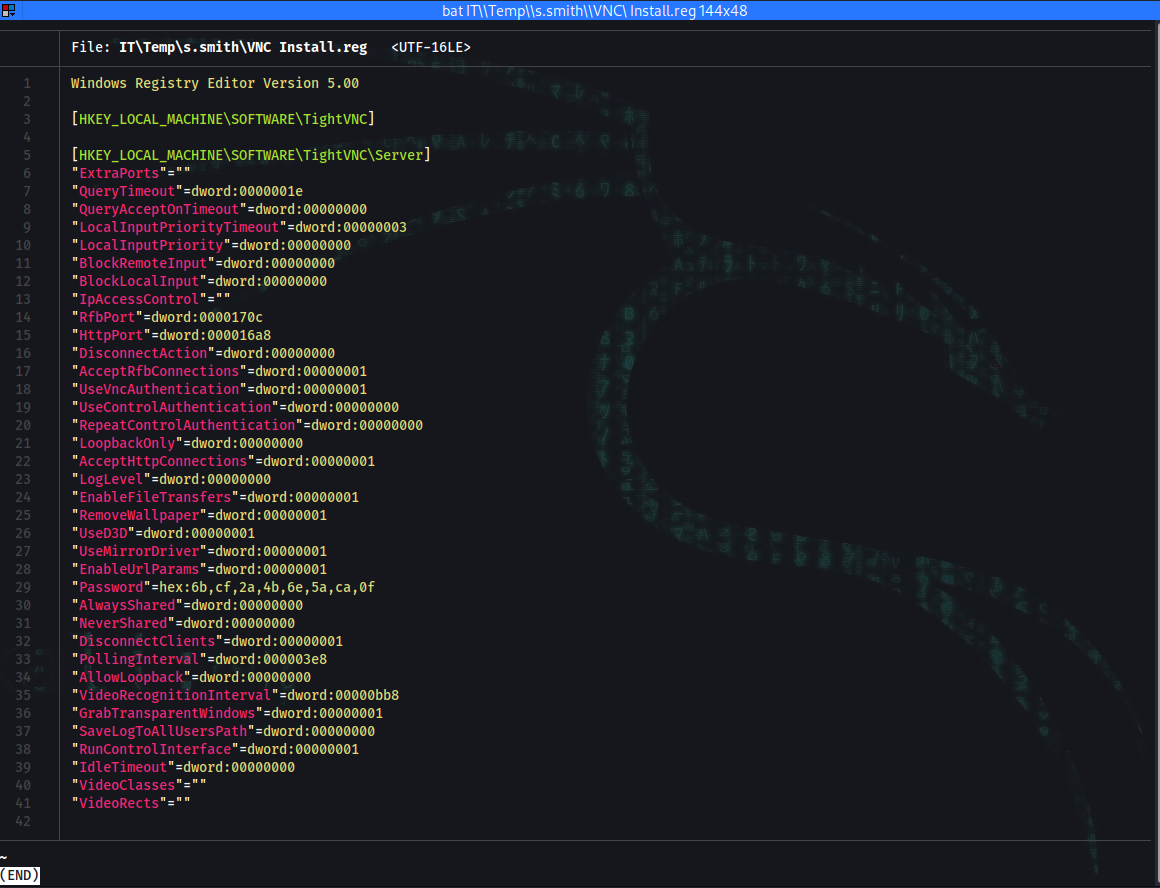 bat IT\\Temp\\s.smith\\VNC\ Install.reg 144x48
File: IT\Temp\s.smith\VNC Install.reg   <UTF-16LE>
1 Windows Registry Editor Version 5.00
2
3 [HKEY_LOCAL_MACHINE\SOFTWARE\TightVNC]
4
5 [HKEY_LOCAL_MACHINE\SOFTWARE\TightVNC\Server]
6 "ExtraPorts"=""
7 "QueryTimeout"=dword:0000001e
8 "QueryAcceptOnTimeout"=dword:00000000
9 "LocalInputPriorityTimeout"=dword:00000003
10 "LocalInputPriority"=dword:00000000
11 "BlockRemoteInput"=dword:00000000
12 "BlockLocalInput"=dword:00000000
13 "IpAccessControl"=""
14 "RfbPort"=dword:0000170c
15 "HttpPort"=dword:000016a8
16 "DisconnectAction"=dword:00000000
17 "AcceptRfbConnections"=dword:00000001
18 "UseVncAuthentication"=dword:00000001
19 "UseControlAuthentication"=dword:00000000
20 "RepeatControlAuthentication"=dword:00000000
21 "LoopbackOnly"=dword:00000000
22 "AcceptHttpConnections"=dword:00000001
23 "LogLevel"=dword:00000000
24 "EnableFileTransfers"=dword:00000001
25 "RemoveWallpaper"=dword:00000001
26 "UseD3D"=dword:00000001
27 "UseMirrorDriver"=dword:00000001
28 "EnableUrlParams"=dword:00000001
29 "Password"=hex:6b,cf,2a,4b,6e,5a,ca,0f
30 "AlwaysShared"=dword:00000000
31 "NeverShared"=dword:00000000
32 "DisconnectClients"=dword:00000001
33 "PollingInterval"=dword:000003e8
34 "AllowLoopback"=dword:00000000
35 "VideoRecognitionInterval"=dword:00000bb8
36 "GrabTransparentWindows"=dword:00000001
37 "SaveLogToAllUsersPath"=dword:00000000
38 "RunControlInterface"=dword:00000001
39 "IdleTimeout"=dword:00000000
40 "VideoClasses"=""
41 "VideoRects"=""
42
~
(END)